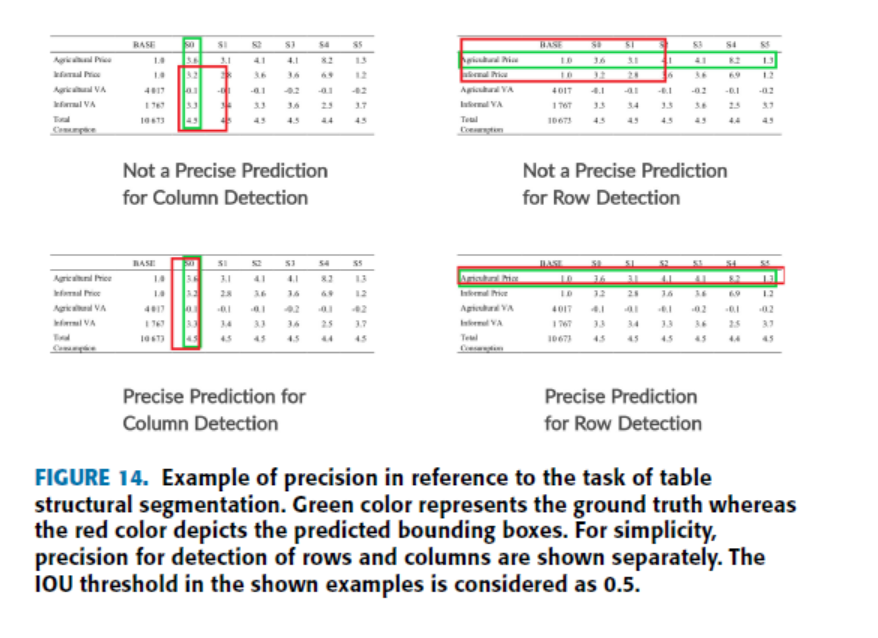 BASE S0 S1 S2 S3 S4 S5
Agricultural Price 1.0 3.6 3.1 4.1 4.1 8.2 1.3
Informal Price 1.0 3.2 2.8 3.6 3.6 6.9 1.2
Agricultural VA 4 017 -0.1 -0.1 -0.1 -0.2 -0.1 -0.2
Informal VA 1 767 3.3 3.4 3.3 3.6 2.5 3.7
Total 10 673 4.5 4.5 4.5 4.5 4.4 4.5
Consumption
Not a Precise Prediction
for Column Detection
BASE S0 S1 S2 S3 S4 S5
Agricultural Price 1.0 3.6 3.1 4.1 4.1 8.2 1.3
Informal Price 1.0 3.2 2.8 3.6 3.6 6.9 1.2
Agricultural VA 4 017 -0.1 -0.1 -0.1 -0.2 -0.1 -0.2
Informal VA 1 767 3.3 3.4 3.3 3.6 2.5 3.7
Total 10 673 4.5 4.5 4.5 4.5 4.4 4.5
Consumption
Not a Precise Prediction
for Row Detection
BASE S0 S1 S2 S3 S4 S5
Agricultural Price 1.0 3.6 3.1 4.1 4.1 8.2 1.3
Informal Price 1.0 3.2 2.8 3.6 3.6 6.9 1.2
Agricultural VA 4 017 -0.1 -0.1 -0.1 -0.2 -0.1 -0.2
Informal VA 1 767 3.3 3.4 3.3 3.6 2.5 3.7
Total 10 673 4.5 4.5 4.5 4.5 4.4 4.5
Consumption
Precise Prediction for
Column Detection
BASE S0 S1 S2 S3 S4 S5
Agricultural Price 1.0 3.6 3.1 4.1 4.1 8.2 1.3
Informal Price 1.0 3.2 2.8 3.6 3.6 6.9 1.2
Agricultural VA 4 017 -0.1 -0.1 -0.1 -0.2 -0.1 -0.2
Informal VA 1 767 3.3 3.4 3.3 3.6 2.5 3.7
Total 10 673 4.5 4.5 4.5 4.5 4.4 4.5
Consumption
Precise Prediction
for Row Detection
FIGURE 14. Example of precision in reference to the task of table
structural segmentation. Green color represents the ground truth whereas
the red color depicts the predicted bounding boxes. For simplicity,
precision for detection of rows and columns are shown separately. The
IOU threshold in the shown examples is considered as 0.5.